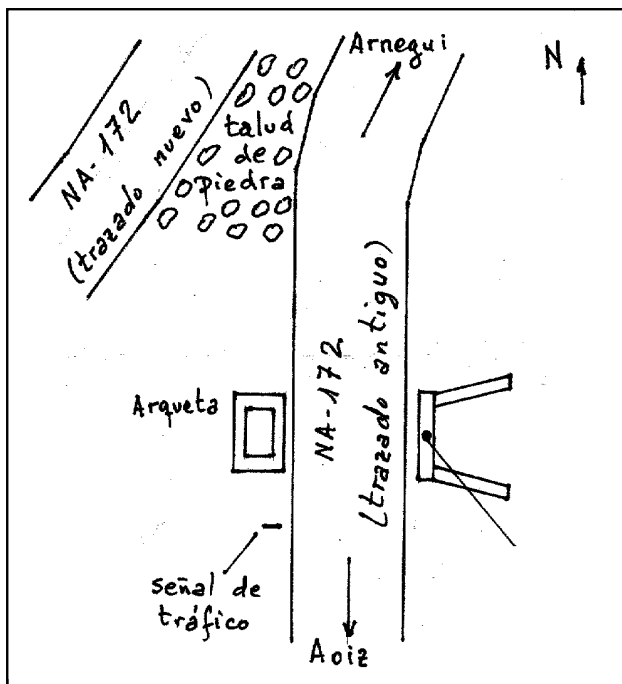 Arnegui
N
NA-172
(trazado nuevo)
talud
de
piedra
NA-172
(trazado antiguo)
Arqueta
señal de
tráfico
Aoiz